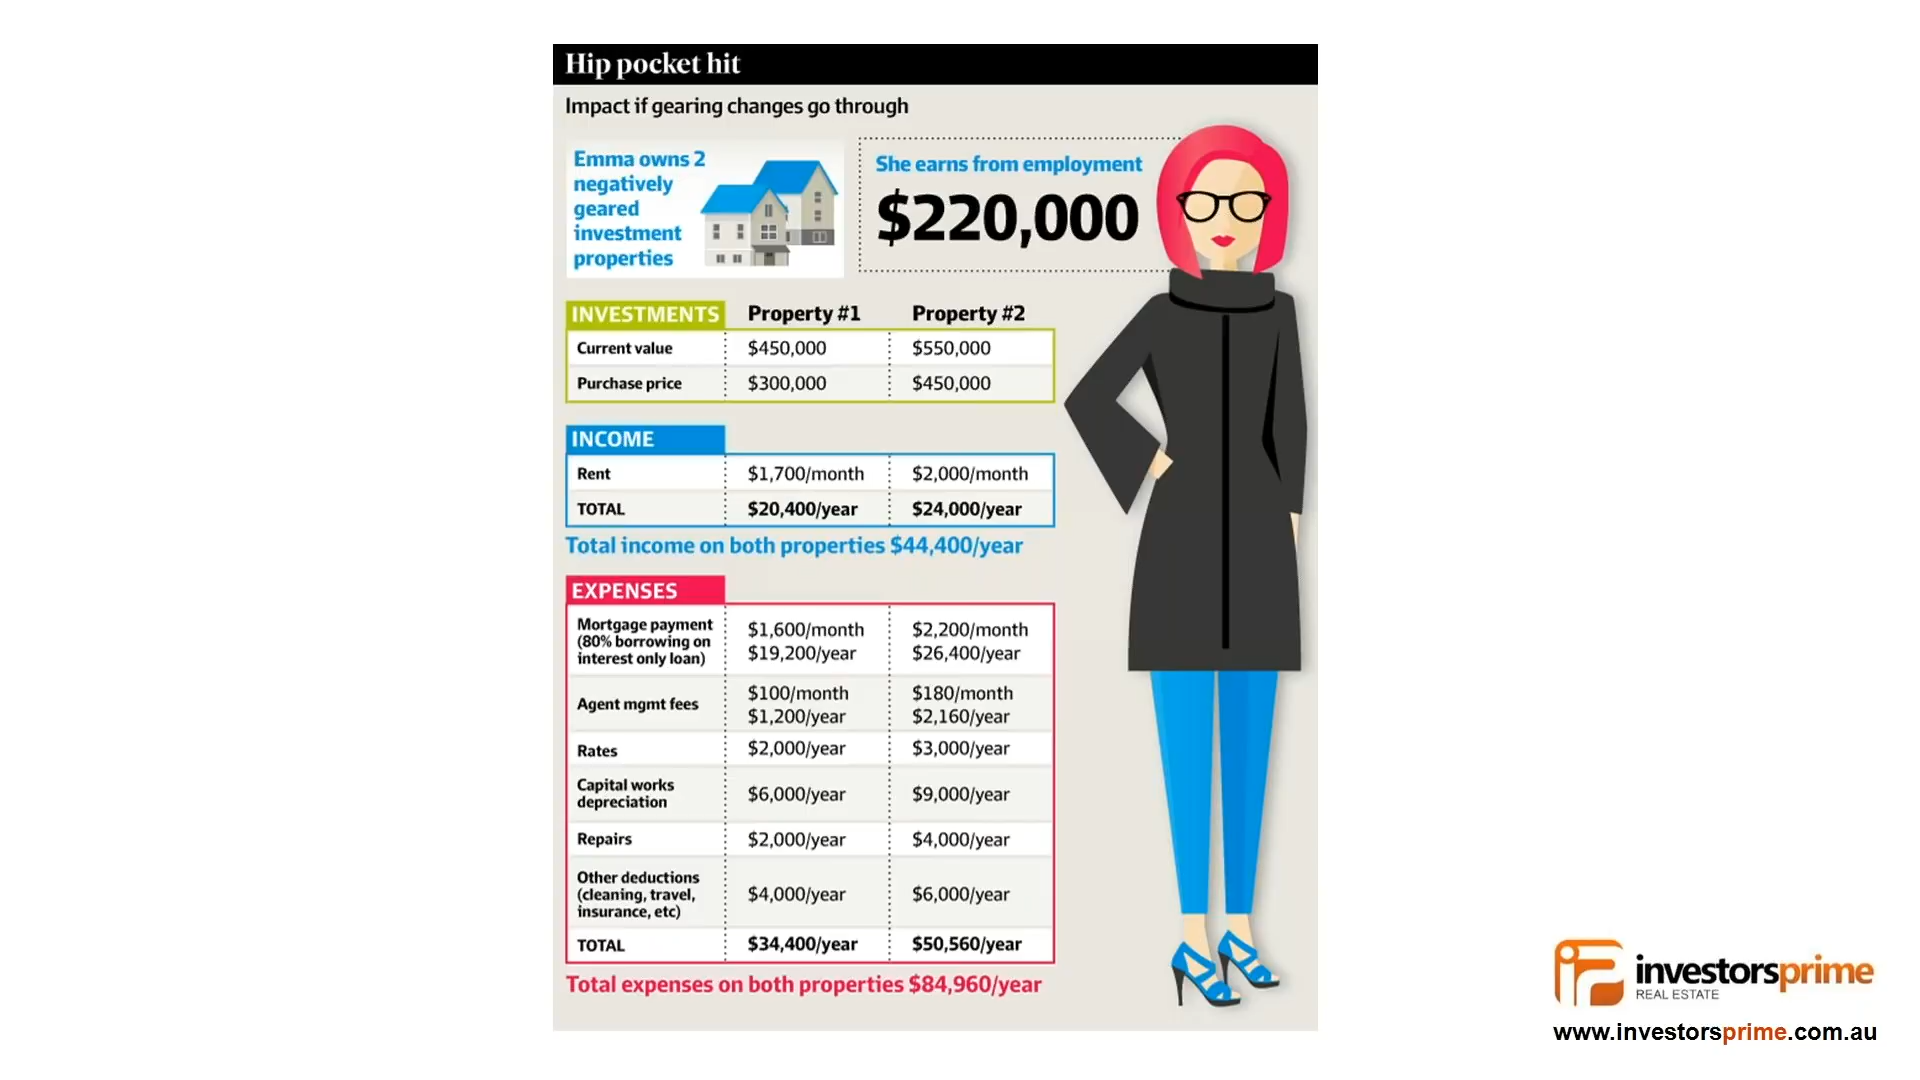 Hip pocket hit
Impact if gearing changes go through
Emma owns 2
negatively
geared
investment
properties
She earns from employment
$220,000
INVESTMENTS Property #1 Property #2
Current value $450,000 $550,000
Purchase price $300,000 $450,000
INCOME
Rent $1,700/month $2,000/month
TOTAL $20,400/year $24,000/year
Total income on both properties $44,400/year
EXPENSES
Mortgage payment
(80% borrowing on
interest only loan)
$1,600/month $2,200/month
$19,200/year $26,400/year
Agent mgmt fees
$100/month $180/month
$1,200/year $2,160/year
Rates $2,000/year $3,000/year
Capital works
depreciation
$6,000/year $9,000/year
Repairs $2,000/year $4,000/year
Other deductions
(cleaning, travel,
insurance, etc)
$4,000/year $6,000/year
TOTAL $34,400/year $50,560/year
Total expenses on both properties $84,960/year
investorsprime
REAL ESTATE
www.investorsprime.com.au